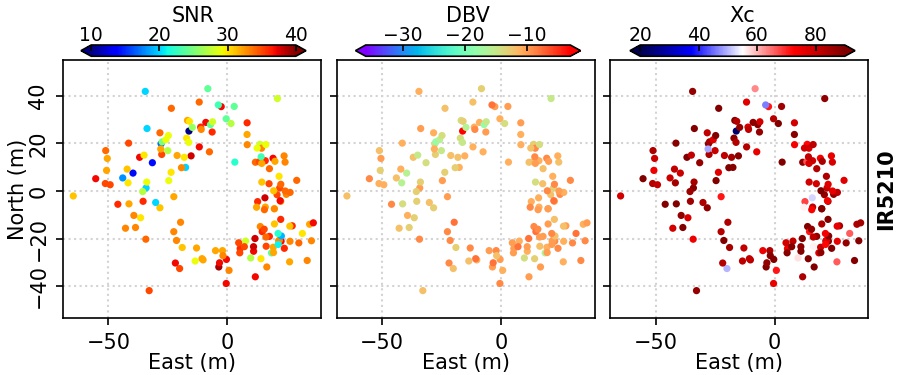 SNR
DBV
Xc
10 20 30 40
−30 −20 −10
20 40 60 80
40
20
0
−20
−40
North (m)
−50 0
−50 0
−50 0
East (m)
East (m)
East (m)
IR5210